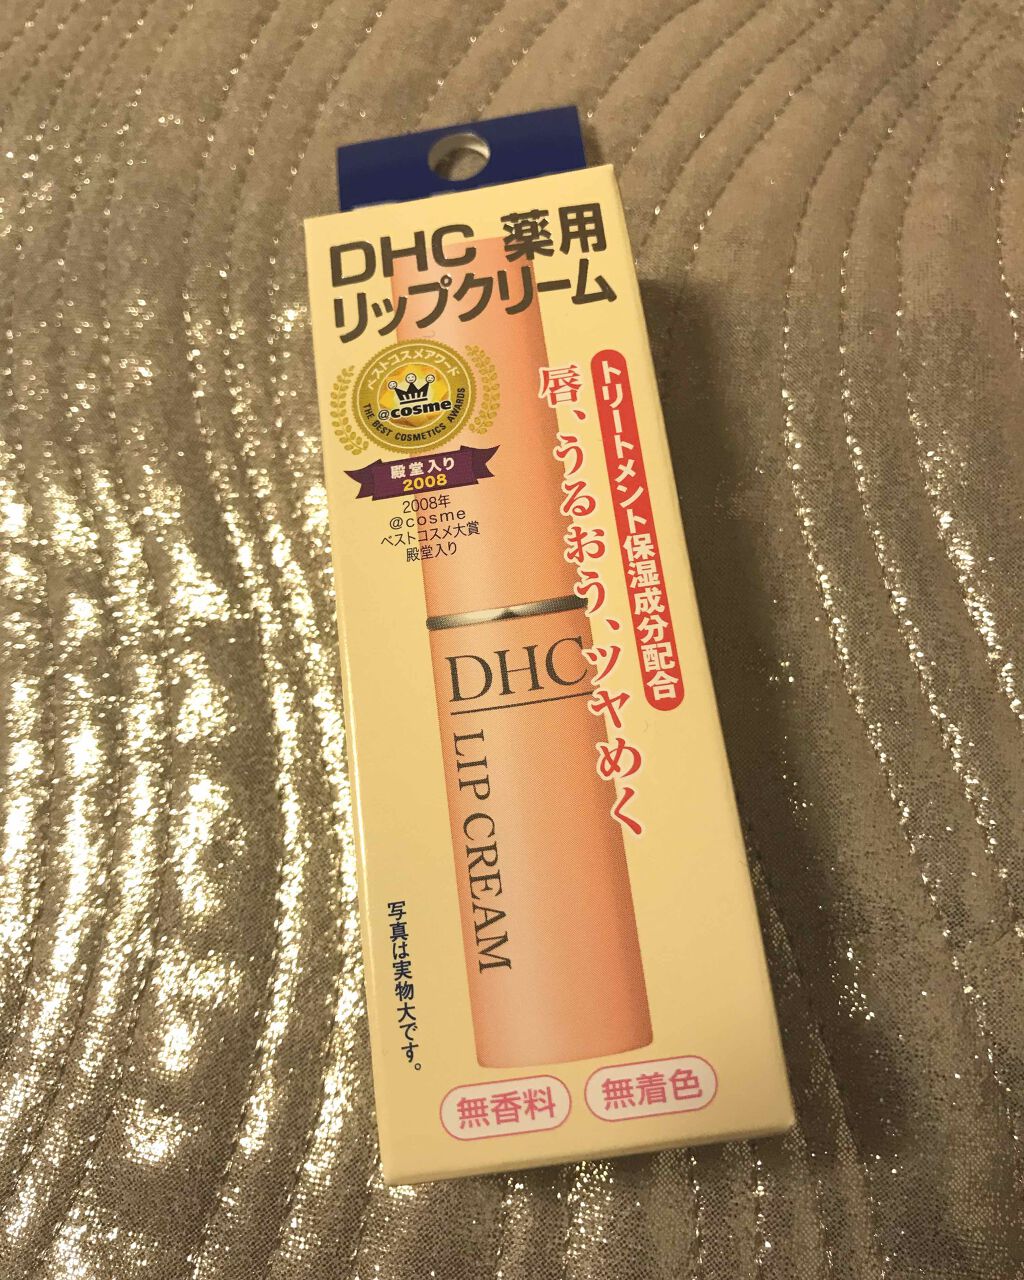 DHC 薬用
リップクリーム
ベストコスメアワード
@cosme
THE BEST COSMETICS AWARDS
殿堂入り
2008
2008年
@cosme
ベストコスメ大賞
殿堂入り
トリートメント保湿成分配合
唇、うるおう、ツヤめく
DHC
LIP CREAM
写真は実物大です。
無香料
無着色